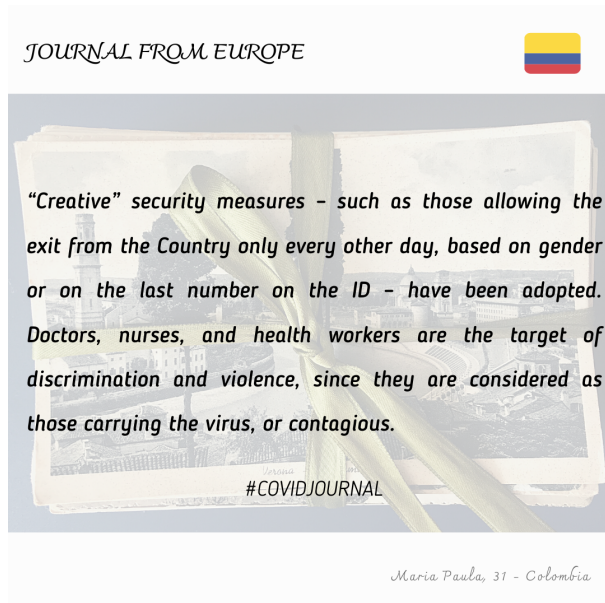 JOURNAL FROM EUROPE
“Creative” security measures – such as those allowing the
exit from the Country only every other day, based on gender
or on the last number on the ID – have been adopted.
Doctors, nurses, and health workers are the target of
discrimination and violence, since they are considered as
those carrying the virus, or contagious.
Verona
#COVIDJOURNAL
Maria Paula, 31 - Colombia